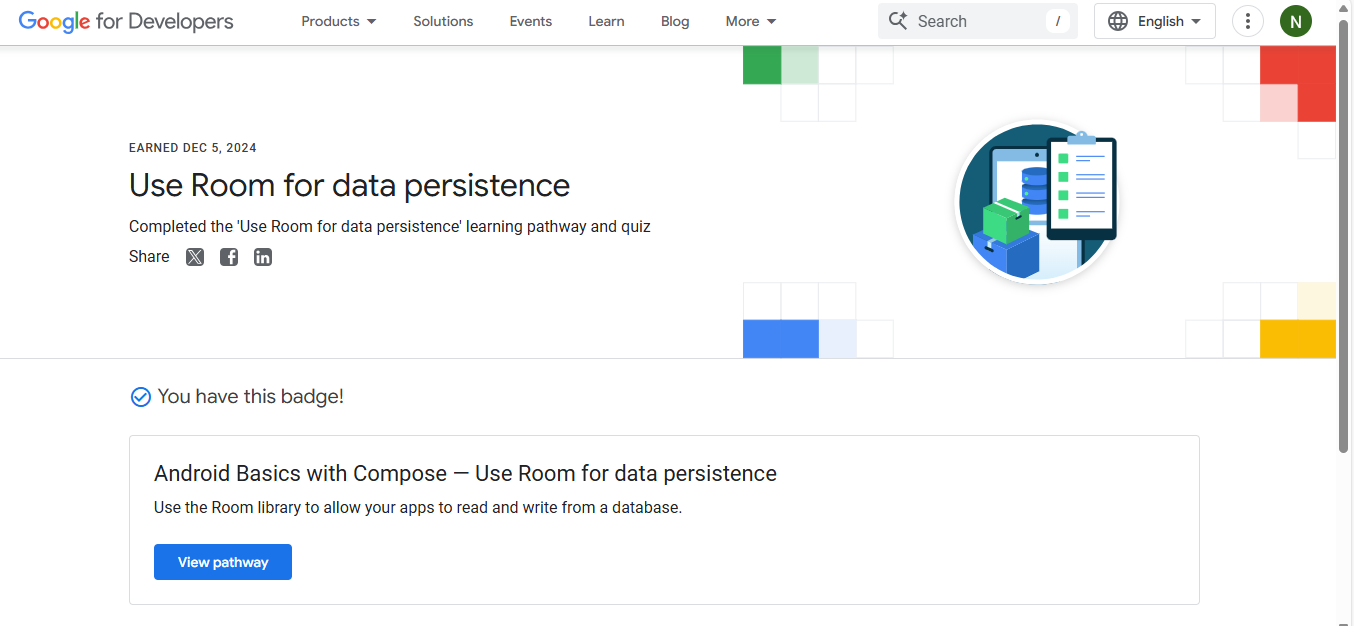 Google for Developers Products Solutions Events Learn Blog More Search / English N
EARNED DEC 5, 2024
Use Room for data persistence
Completed the 'Use Room for data persistence' learning pathway and quiz
Share
You have this badge!
Android Basics with Compose — Use Room for data persistence
Use the Room library to allow your apps to read and write from a database.
View pathway